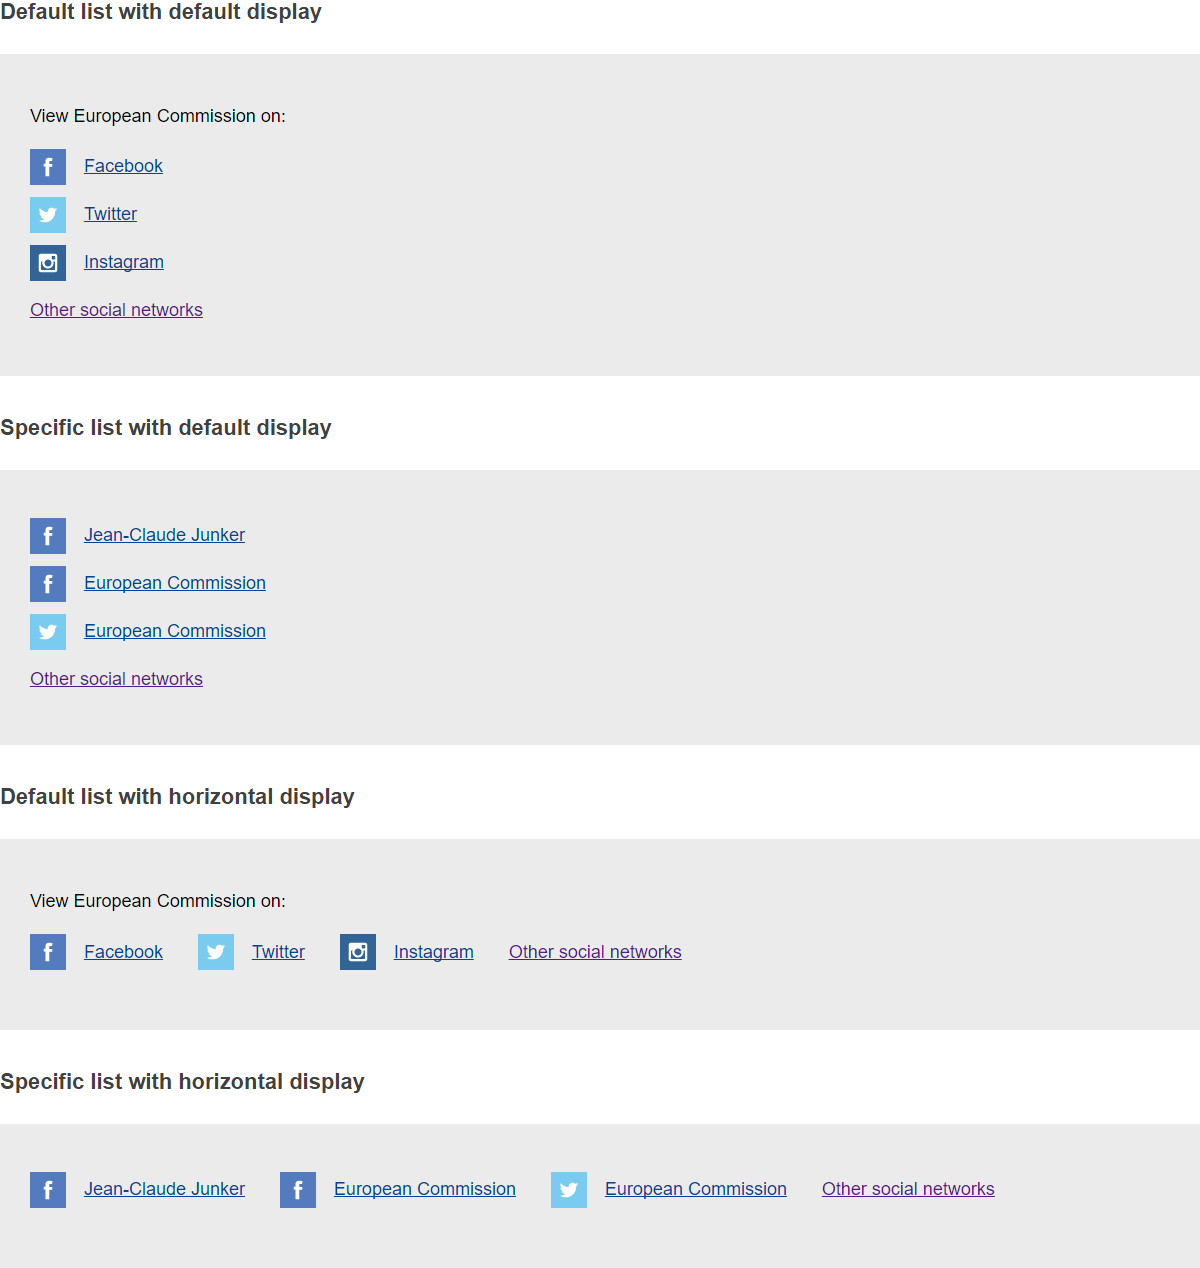 Default list with default display
View European Commission on:
Facebook
Twitter
Instagram
Other social networks
Specific list with default display
Jean-Claude Junker
European Commission
European Commission
Other social networks
Default list with horizontal display
View European Commission on:
Facebook Twitter Instagram Other social networks
Specific list with horizontal display
Jean-Claude Junker European Commission European Commission Other social networks